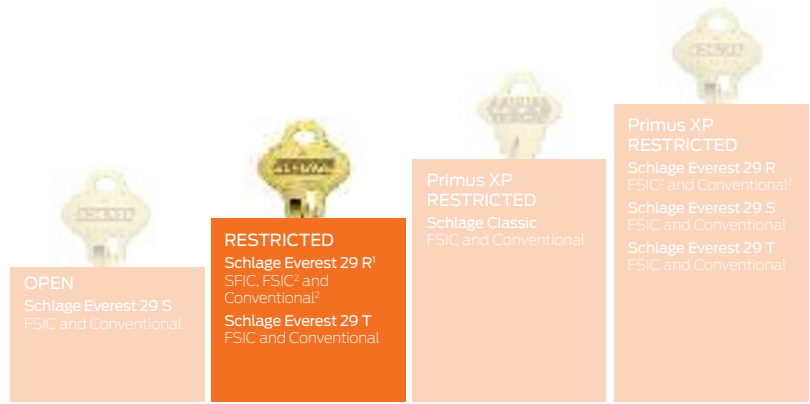 OPEN
Schlage Everest 29 S
FSIC and Conventional
RESTRICTED
Schlage Everest 29 R¹
SFIC, FSIC² and
Conventional²
Schlage Everest 29 T
FSIC and Conventional
Primus XP
RESTRICTED
Schlage Classic
FSIC and Conventional
Primus XP
RESTRICTED
Schlage Everest 29 R
FSIC² and Conventional²
Schlage Everest 29 S
FSIC and Conventional
Schlage Everest 29 T
FSIC and Conventional